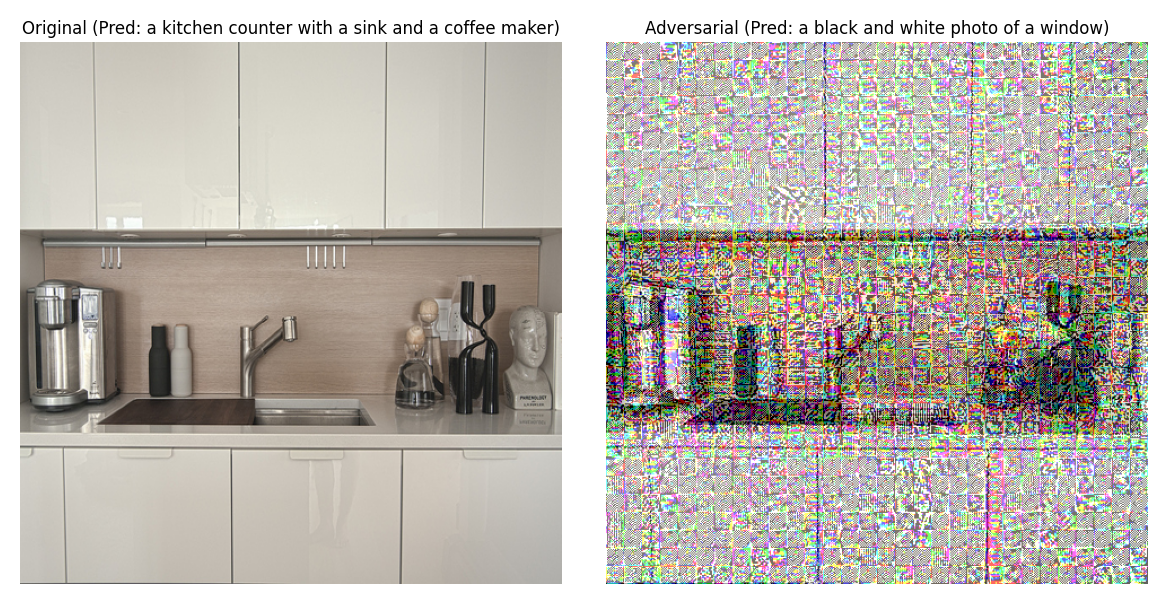 Original (Pred: a kitchen counter with a sink and a coffee maker)
Adversarial (Pred: a black and white photo of a window)
PHRENOLOGY